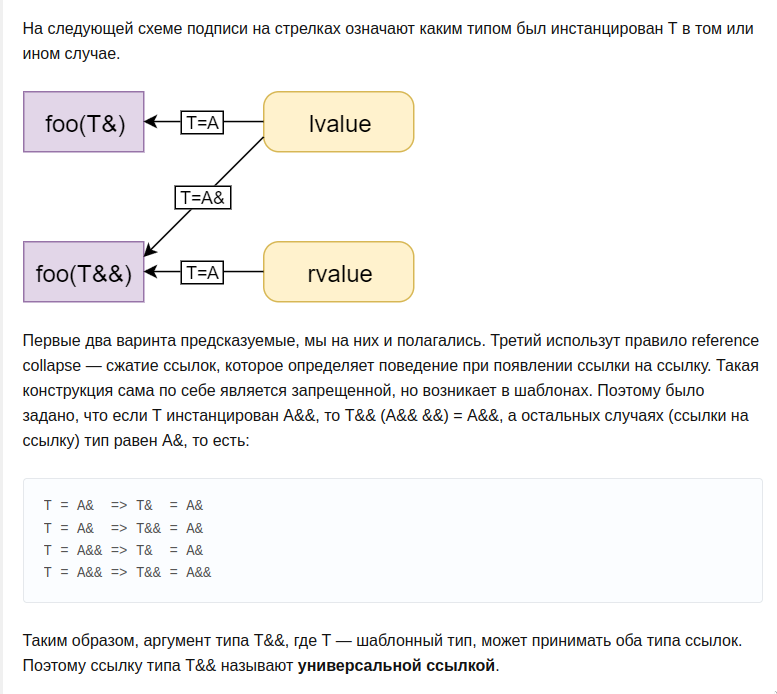 На следующей схеме подписи на стрелках означают каким типом был инстанцирован T в том или
ином случае.
foo(T&) T=A lvalue
T=A&
foo(T&&) T=A rvalue
Первые два варинта предсказуемые, мы на них и полагались. Третий использут правило reference
collapse — сжатие ссылок, которое определяет поведение при появлении ссылки на ссылку. Такая
конструкция сама по себе является запрещенной, но возникает в шаблонах. Поэтому было
задано, что если T инстанцирован A&&, то T&& (A&& &&) = A&&, а остальных случаях (ссылки на
ссылку) тип равен A&, то есть:
T = A&  => T&  = A&
T = A&  => T&& = A&
T = A&& => T&  = A&
T = A&& => T&& = A&&
Таким образом, аргумент типа T&&, где T — шаблонный тип, может принимать оба типа ссылок.
Поэтому ссылку типа T&& называют универсальной ссылкой.